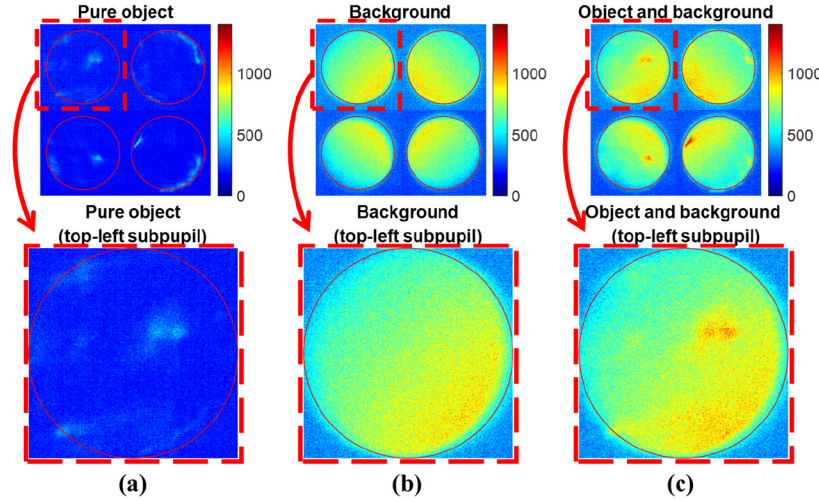 Pure object
1000
500
0
Background
1000
500
0
Object and background
1000
500
0
Pure object
(top-left subpupil)
Background
(top-left subpupil)
Object and background
(top-left subpupil)
(a)
(b)
(c)